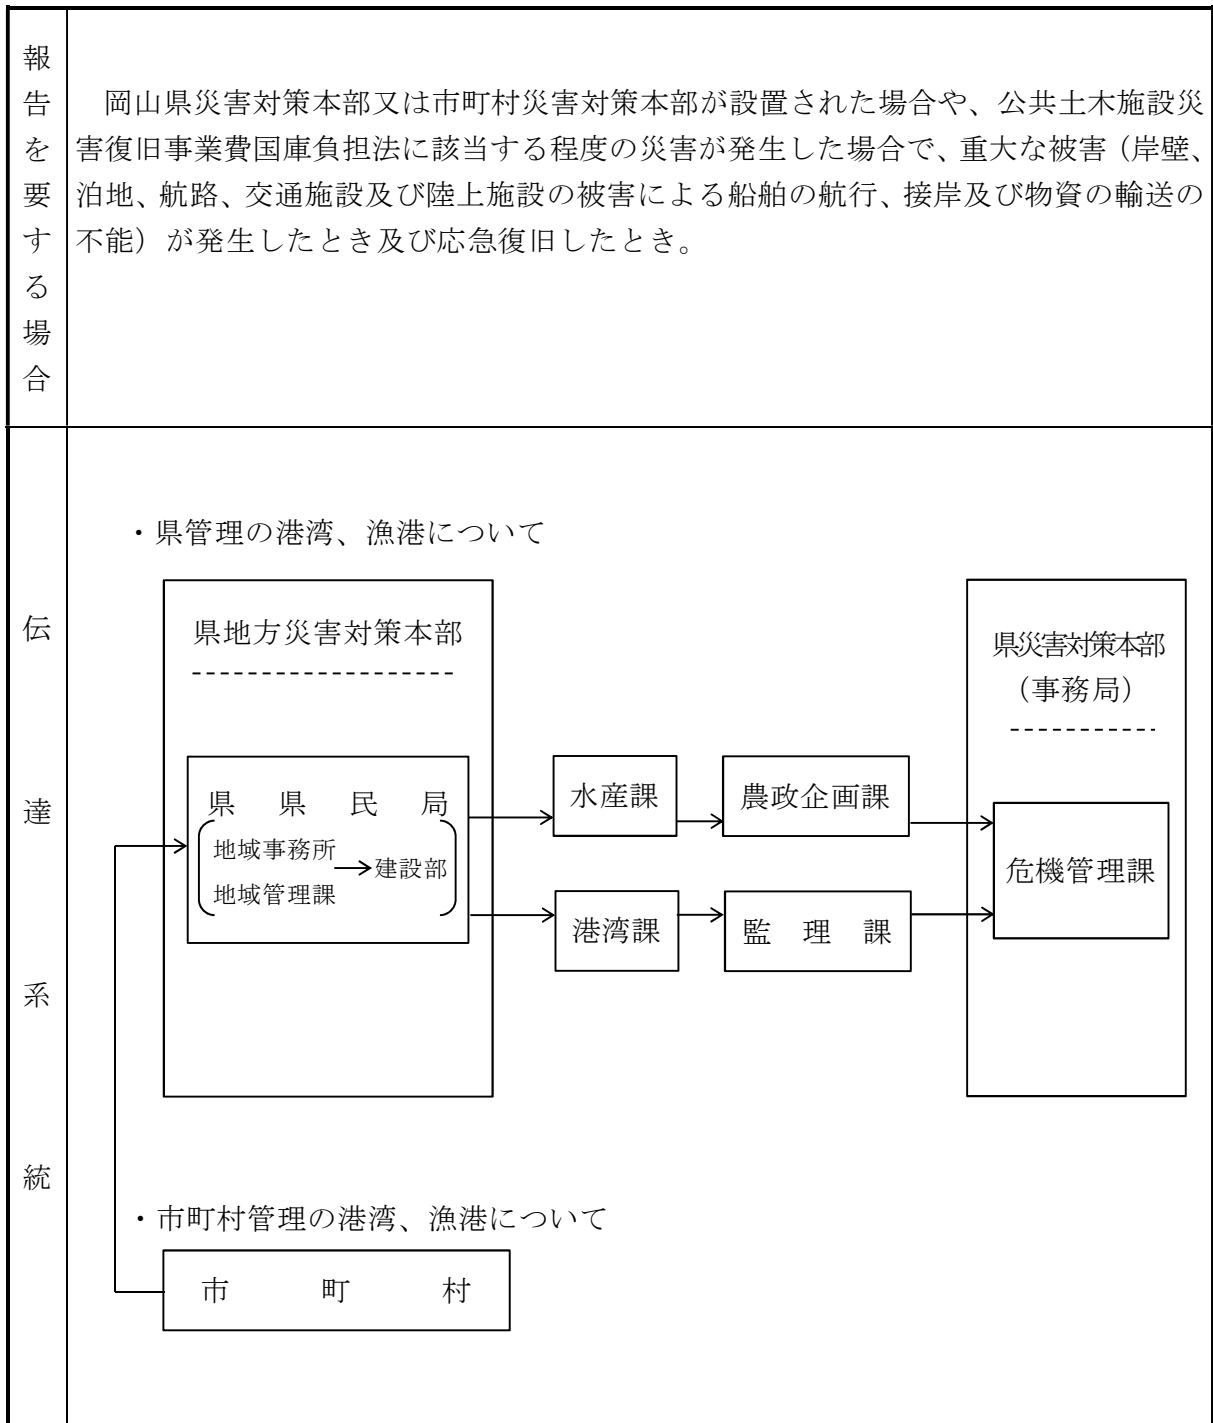 報告を要する場合
岡山県災害対策本部又は市町村災害対策本部が設置された場合や、公共土木施設災
害復旧事業費国庫負担法に該当する程度の災害が発生した場合で、重大な被害（岸壁、
泊地、航路、交通施設及び陸上施設の被害による船舶の航行、接岸及び物資の輸送の
不能）が発生したとき及び応急復旧したとき。
伝達系統
・県管理の港湾、漁港について
県地方災害対策本部
県県民局
地域事務所
地域管理課
建設部
水産課
農政企画課
港湾課
監理課
県災害対策本部
（事務局）
危機管理課
・市町村管理の港湾、漁港について
市町村